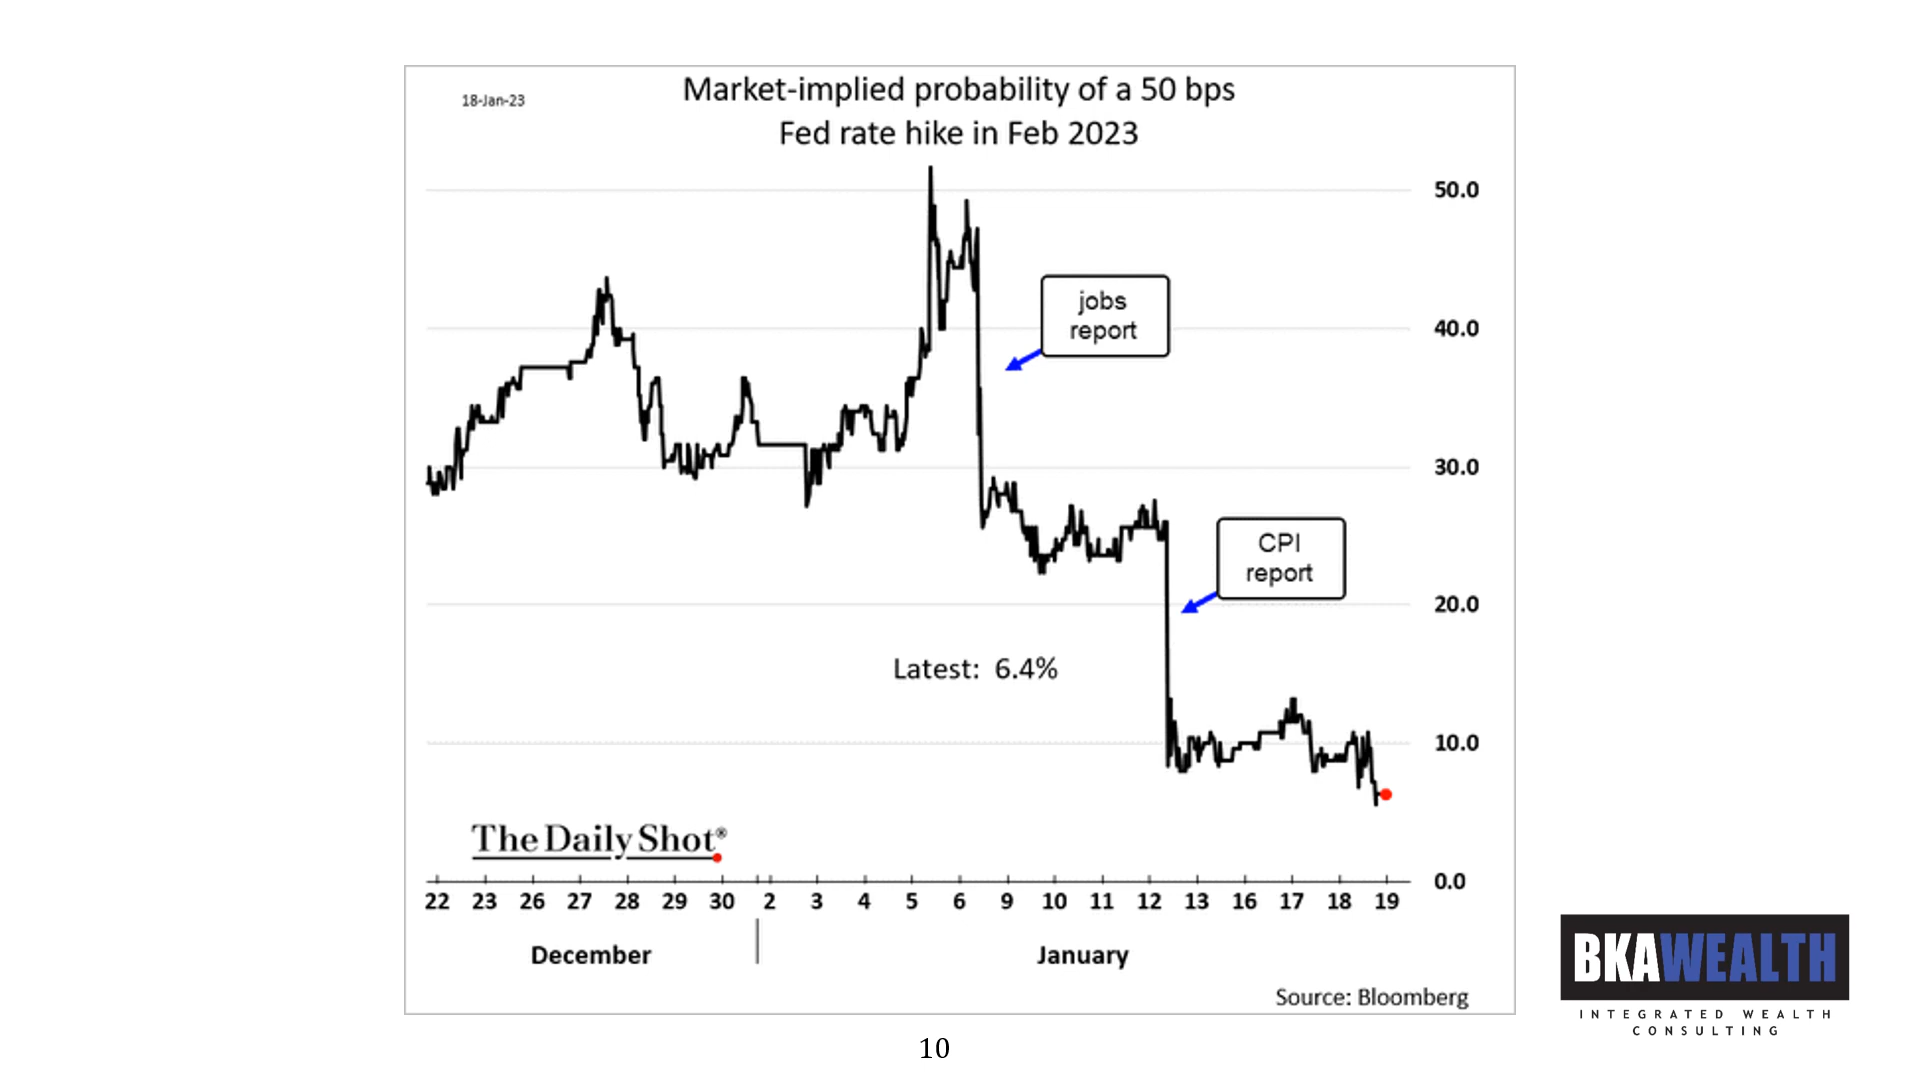 18-Jan-23
Market-implied probability of a 50 bps
Fed rate hike in Feb 2023
50.0
jobs
report
40.0
30.0
CPI
report
20.0
Latest: 6.4%
10.0
The Daily Shot®
0.0
22 23 26 27 28 29 30 2 3 4 5 6 9 10 11 12 13 16 17 18 19
December January
Source: Bloomberg
BKAWEALTH
INTEGRATED WEALTH
CONSULTING
10